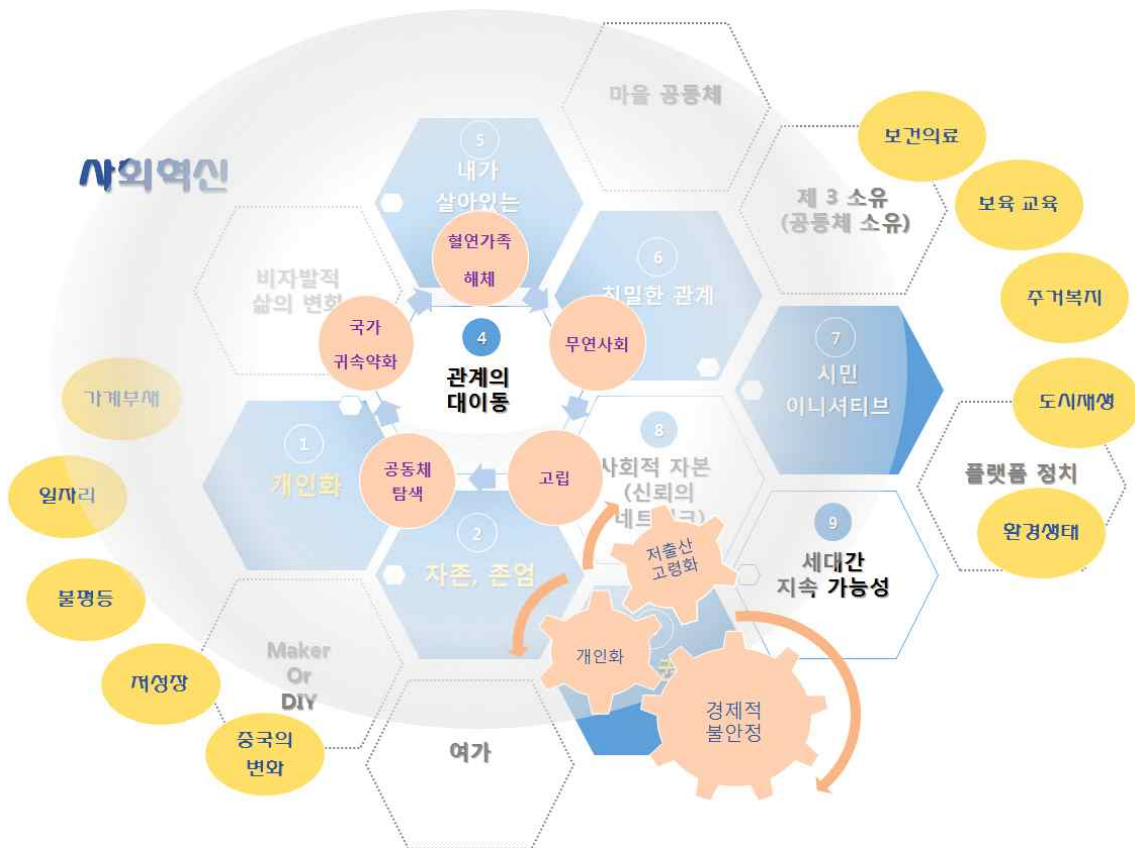 사회혁신
마을 공동체
보건의료
5
내가
살아있는
제 3 소유
(공동체 소유)
보육 교육
혈연가족
해체
6
친밀한 관계
비자발적
삶의 변화
주거복지
국가
귀속약화
4
관계의
대이동
무연사회
7
시민
이니셔티브
가계부채
도시재생
1
개인화
공동체
탐색
고립
8
사회적 자본
(신뢰의
플랫폼 정치
일자리
환경생태
2
자존, 존엄
저출산
고령화
9
세대간
지속 가능성
불평등
Maker
Or
DIY
개인화
저성장
경제적
불안정
중국의
변화
여가